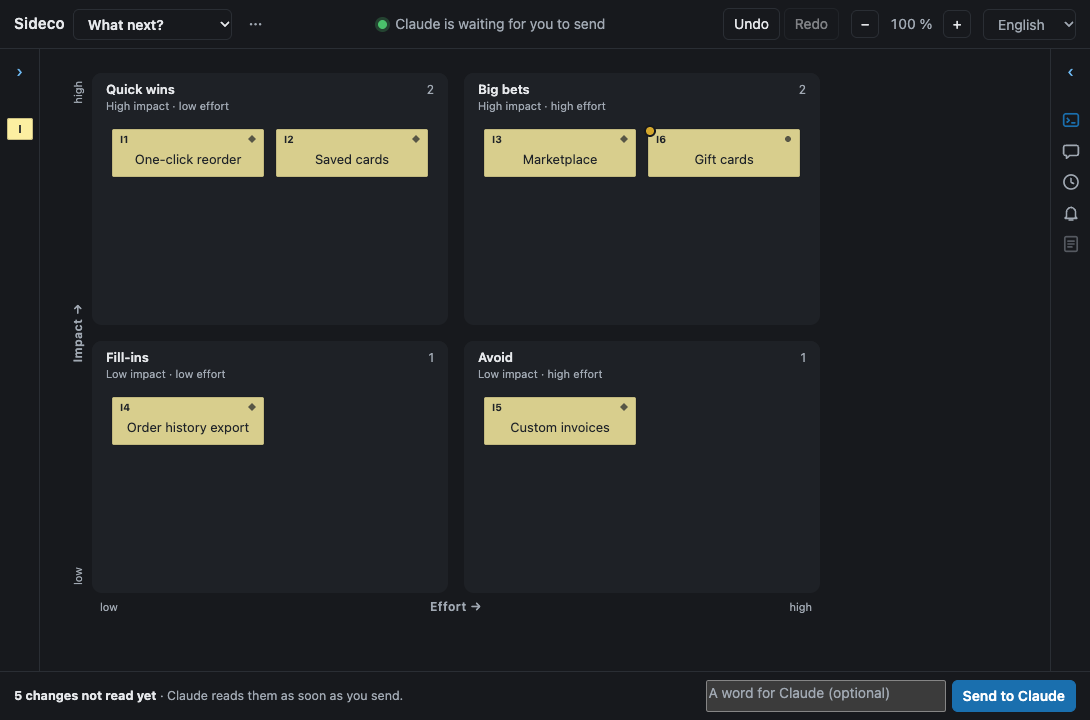 Sideco What next? ··· Claude is waiting for you to send Undo Redo − 100 % + English
I
high
Quick wins 2
High impact · low effort
I1
One-click reorder
I2
Saved cards
Big bets 2
High impact · high effort
I3
Marketplace
I6
Gift cards
Impact →
Fill-ins 1
Low impact · low effort
I4
Order history export
Avoid 1
Low impact · high effort
I5
Custom invoices
low
low Effort → high
5 changes not read yet · Claude reads them as soon as you send.
A word for Claude (optional)
Send to Claude